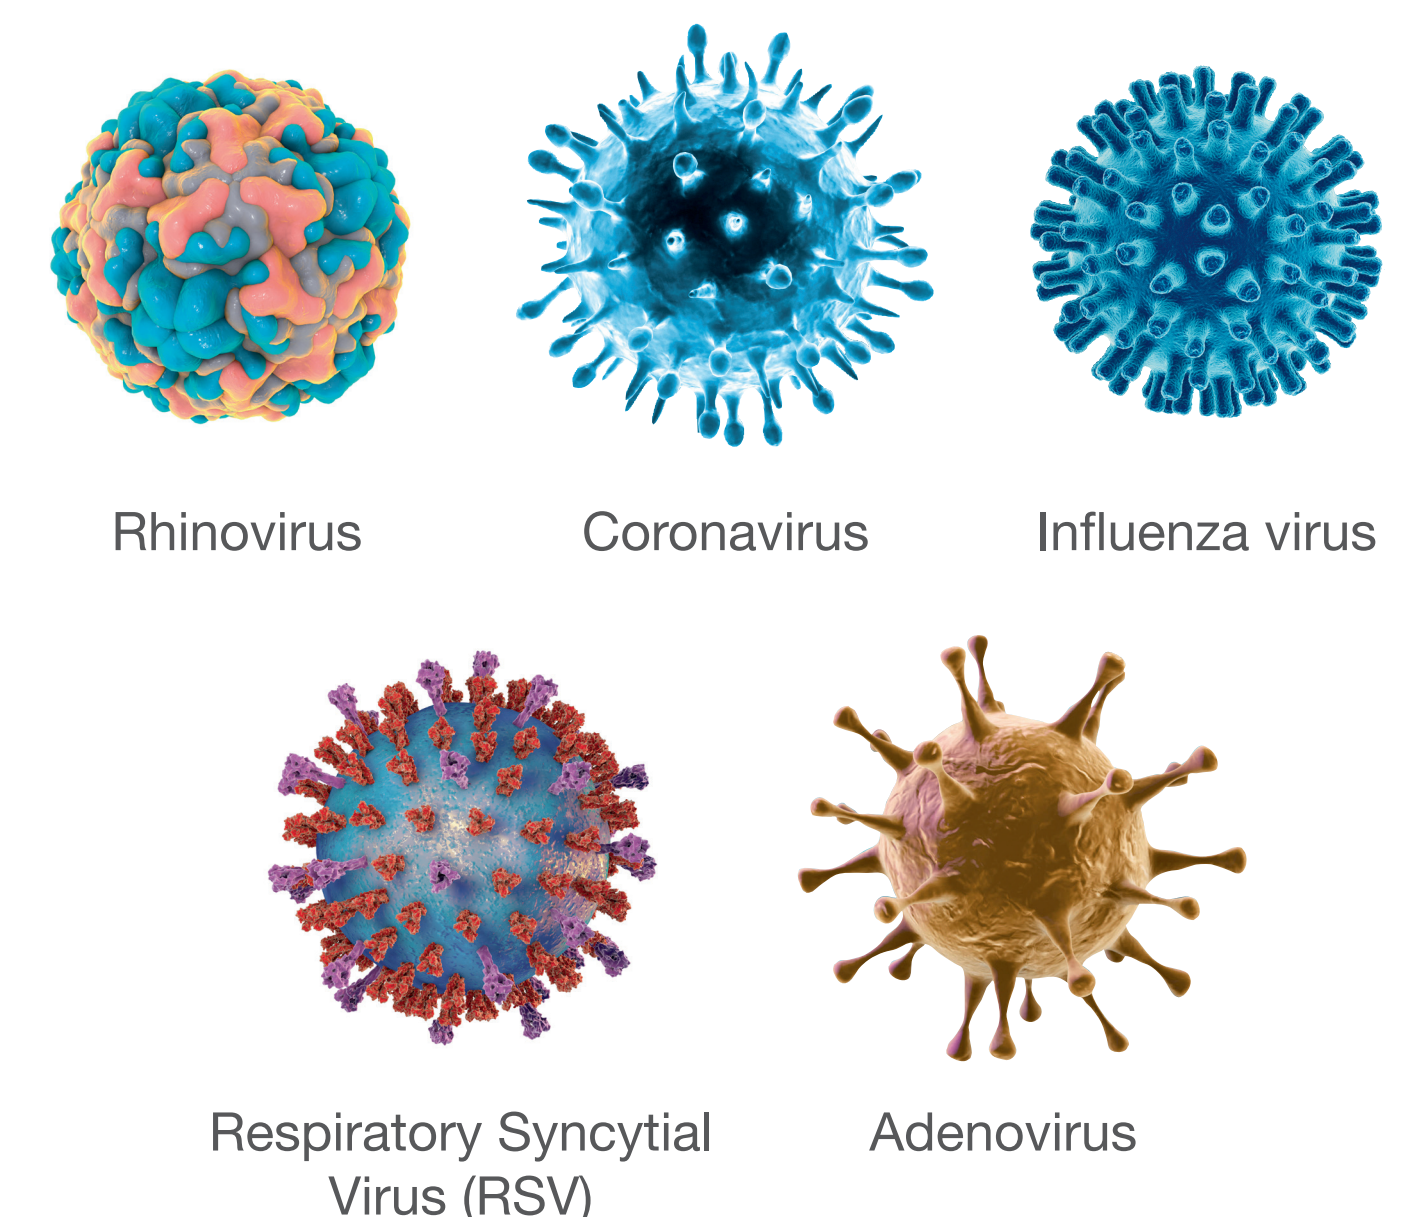 Rhinovirus
Coronavirus
Influenza virus
Respiratory Syncytial
Virus (RSV)
Adenovirus